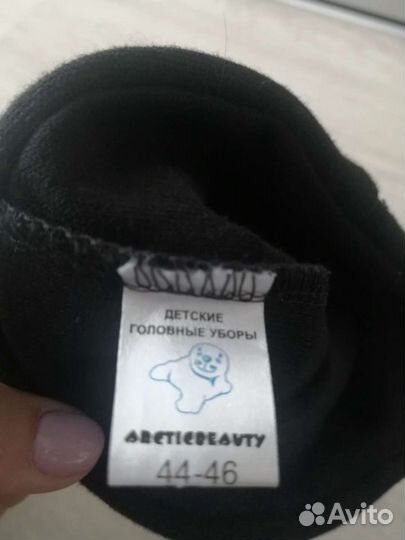 ДЕТСКИЕ
ГОЛОВНЫЕ УБОРЫ
ARCTICBEAUTY
44-46
Avito